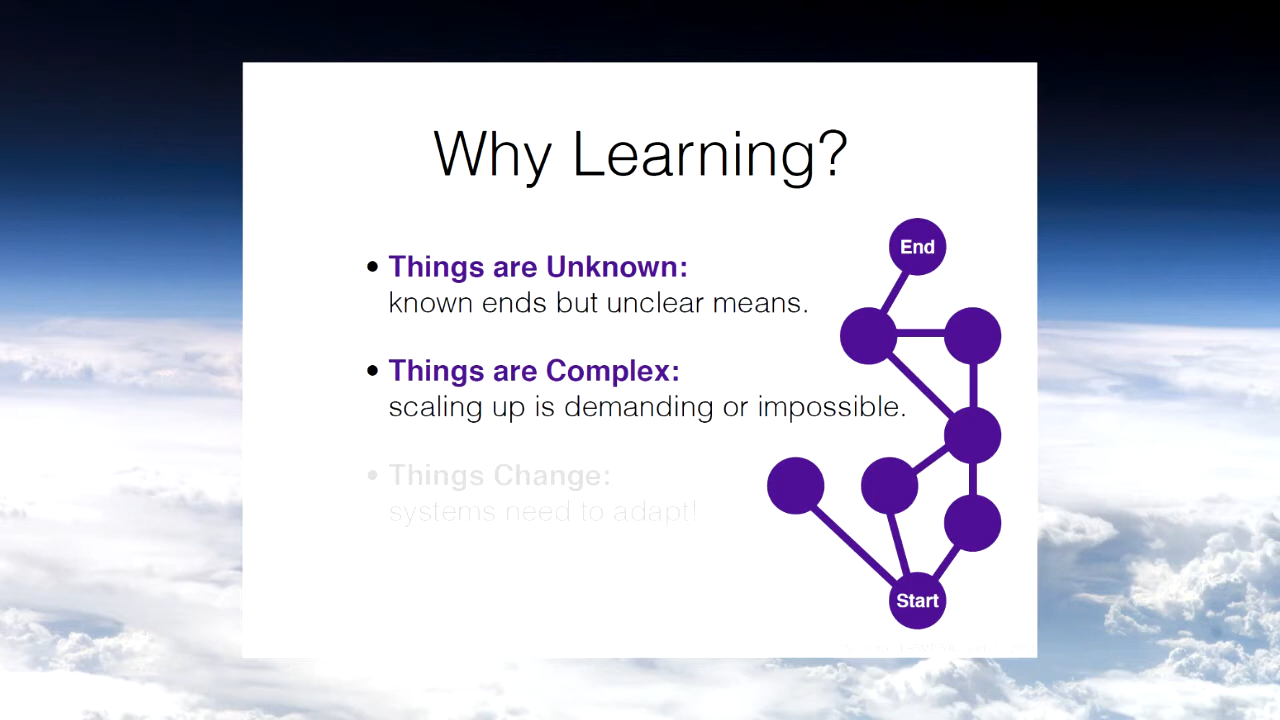 Why Learning?
End
• Things are Unknown:
known ends but unclear means.
• Things are Complex:
scaling up is demanding or impossible.
• Things Change:
systems need to adapt!
Start